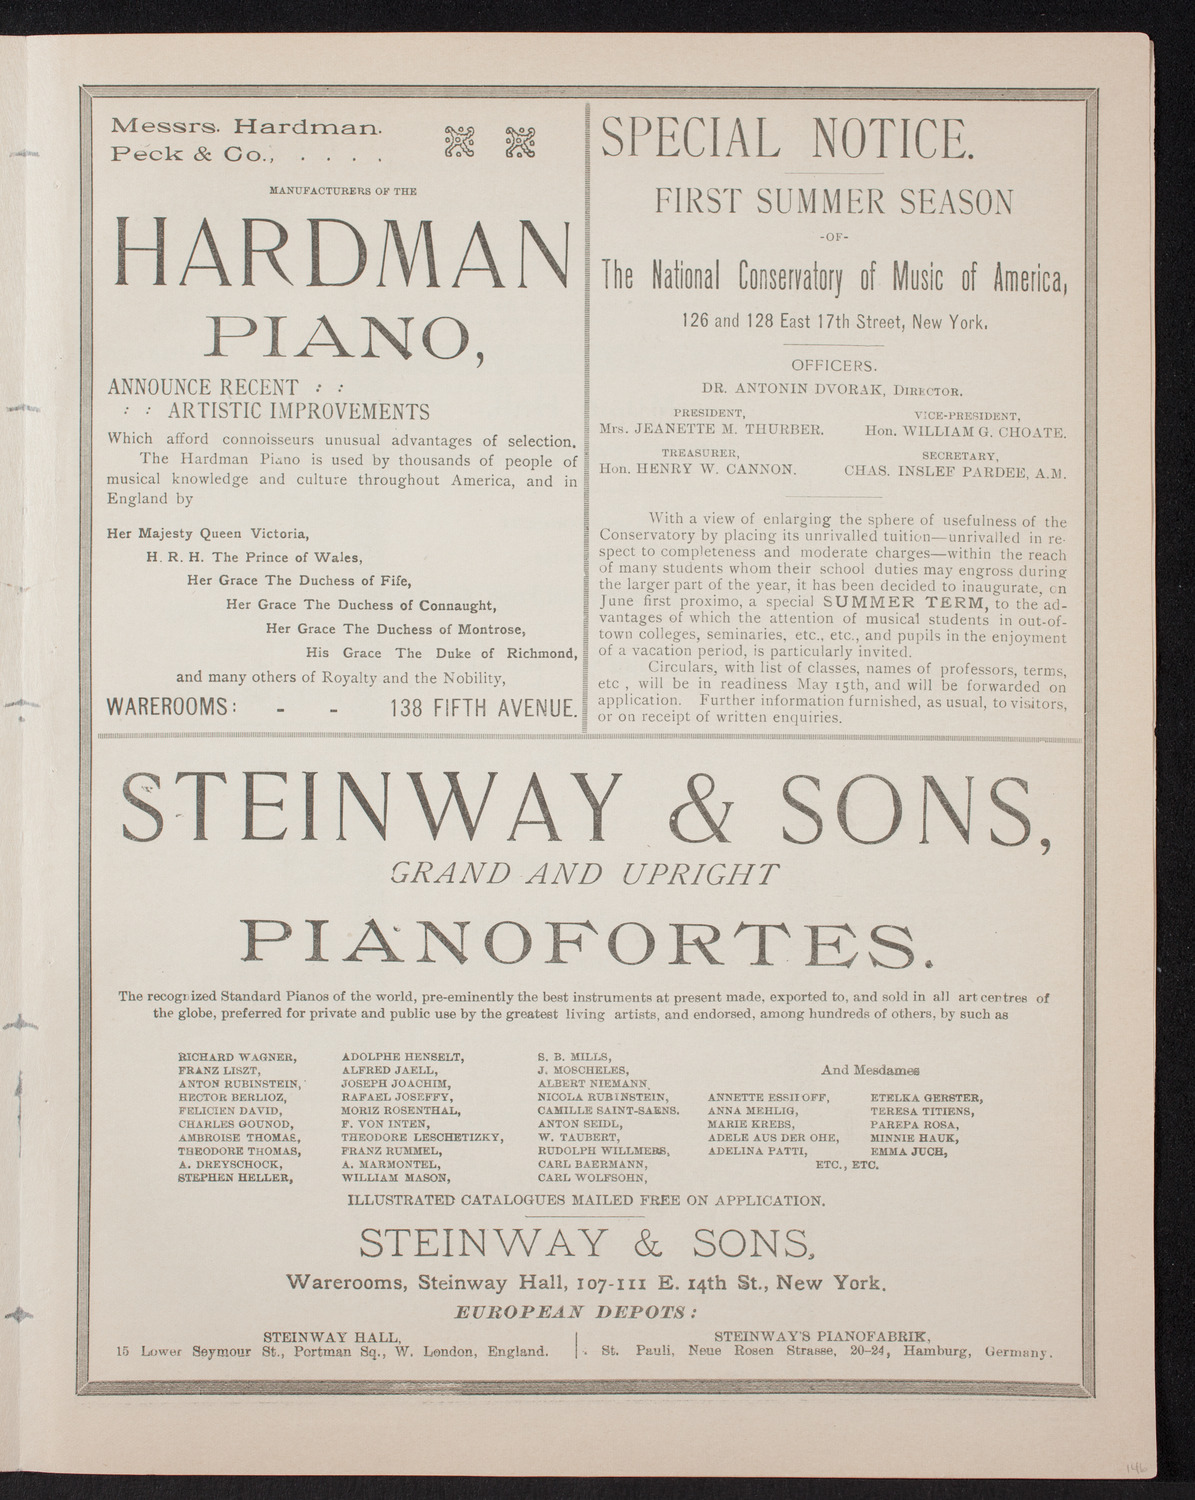 Messrs. Hardman.
Peck & Co., . . . .
MANUFACTURERS OF THE
HARDMAN
PIANO,
ANNOUNCE RECENT : :
: : ARTISTIC IMPROVEMENTS
Which afford connoisseurs unusual advantages of selection.
The Hardman Piano is used by thousands of people of
musical knowledge and culture throughout America, and in
England by
Her Majesty Queen Victoria,
H. R. H. The Prince of Wales,
Her Grace The Duchess of Fife,
Her Grace The Duchess of Connaught,
Her Grace The Duchess of Montrose,
His Grace The Duke of Richmond,
and many others of Royalty and the Nobility,
WAREROOMS: - - 138 FIFTH AVENUE.
SPECIAL NOTICE.
FIRST SUMMER SEASON
-OF-
The National Conservatory of Music of America,
126 and 128 East 17th Street, New York.
OFFICERS.
DR. ANTONIN DVORAK, DIRECTOR.
PRESIDENT, VICE-PRESIDENT,
Mrs. JEANETTE M. THURBER. Hon. WILLIAM G. CHOATE.
TREASURER, SECRETARY,
Hon. HENRY W. CANNON. CHAS. INSLEF PARDEE, A.M.
With a view of enlarging the sphere of usefulness of the
Conservatory by placing its unrivalled tuition—unrivalled in re-
spect to completeness and moderate charges—within the reach
of many students whom their school duties may engross during
the larger part of the year, it has been decided to inaugurate, on
June first proximo, a special SUMMER TERM, to the ad-
vantages of which the attention of musical students in out-of-
town colleges, seminaries, etc., etc., and pupils in the enjoyment
of a vacation period, is particularly invited.
Circulars, with list of classes, names of professors, terms,
etc , will be in readiness May 15th, and will be forwarded on
application. Further information furnished, as usual, to visitors,
or on receipt of written enquiries.
STEINWAY & SONS,
GRAND AND UPRIGHT
PIANOFORTES.
The recognized Standard Pianos of the world, pre-eminently the best instruments at present made, exported to, and sold in all art centres of
the globe, preferred for private and public use by the greatest living artists, and endorsed, among hundreds of others, by such as
RICHARD WAGNER,
FRANZ LISZT,
ANTON RUBINSTEIN,
HECTOR BERLIOZ,
FELICIEN DAVID,
CHARLES GOUNOD,
AMBROISE THOMAS,
THEODORE THOMAS,
A. DREYSCHOCK,
STEPHEN HELLER,
ADOLPHE HENSELT,
ALFRED JAELL,
JOSEPH JOACHIM,
RAFAEL JOSEFFY,
MORIZ ROSENTHAL,
F. VON INTEN,
THEODORE LESCHETIZKY,
FRANZ RUMMEL,
A. MARMONTEL,
WILLIAM MASON,
S. B. MILLS,
J. MOSCHELES,
ALBERT NIEMANN.
NICOLA RUBINSTEIN,
CAMILLE SAINT-SAENS.
ANTON SEIDL,
W. TAUBERT,
RUDOLPH WILLMERS,
CARL BAERMANN,
CARL WOLFSOHN,
And Mesdames
ANNETTE ESSIIOFF,
ANNA MEHLIG,
MARIE KREBS,
ADELE AUS DER OHE,
ADELINA PATTI,
ETELKA GERSTER,
TERESA TITIENS,
PAREPA ROSA,
MINNIE HAUK,
EMMA JUCH,
ETC., ETC.
ILLUSTRATED CATALOGUES MAILED FREE ON APPLICATION.
STEINWAY & SONS,
Warerooms, Steinway Hall, 107-111 E. 14th St., New York.
EUROPEAN DEPOTS:
STEINWAY HALL,
15 Lower Seymour St., Portman Sq., W. London, England.
STEINWAY'S PIANOFABRIK,
St. Pauli, Neue Rosen Strasse, 20-24, Hamburg, Germany.
146